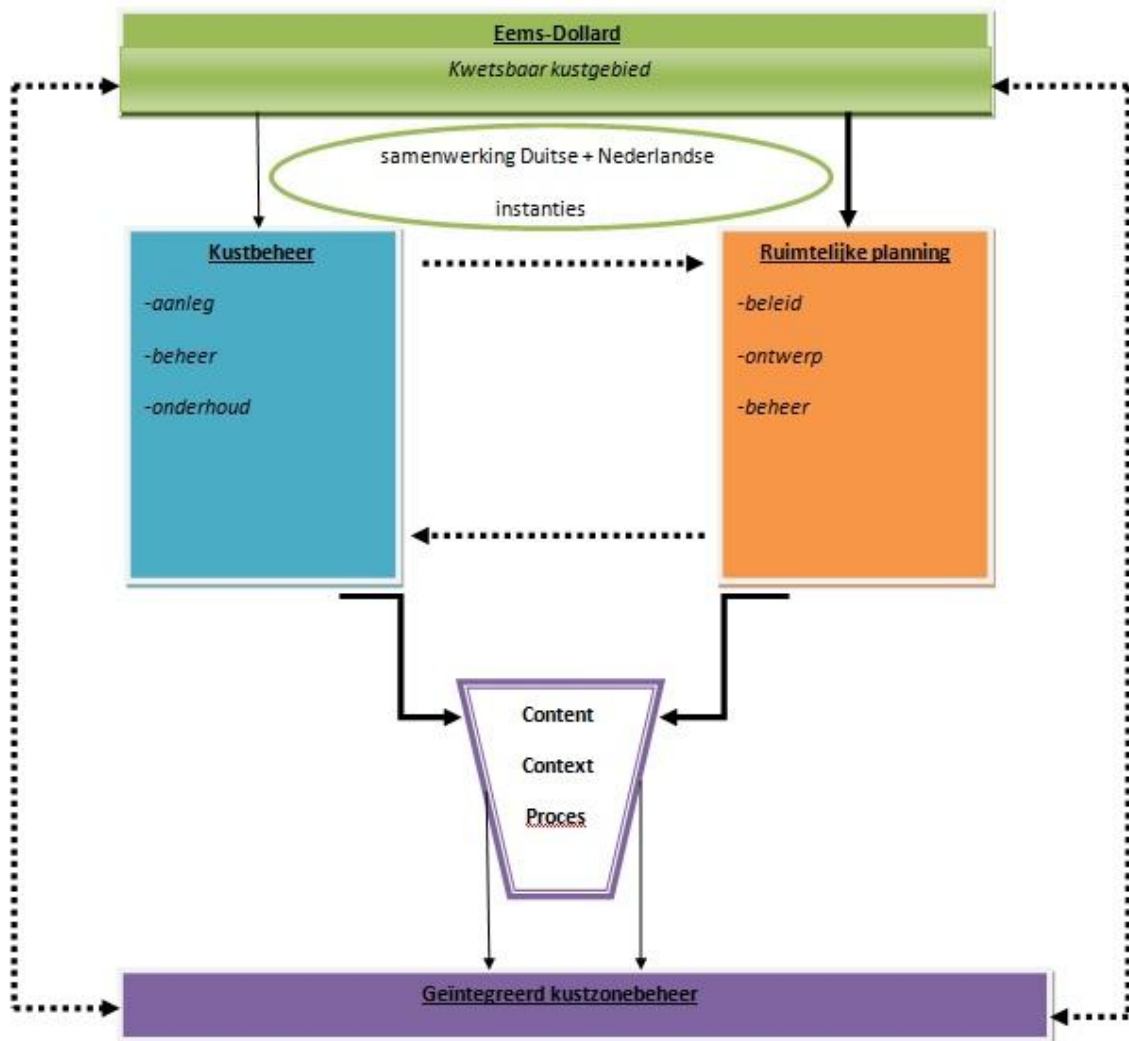 Eems-Dollard
Kwetsbaar kustgebied
samenwerking Duitse + Nederlandse
instanties
Kustbeheer
-aanleg
-beheer
-onderhoud
Ruimtelijke planning
-beleid
-ontwerp
-beheer
Content
Context
Proces
Geïntegreerd kustzonebeheer